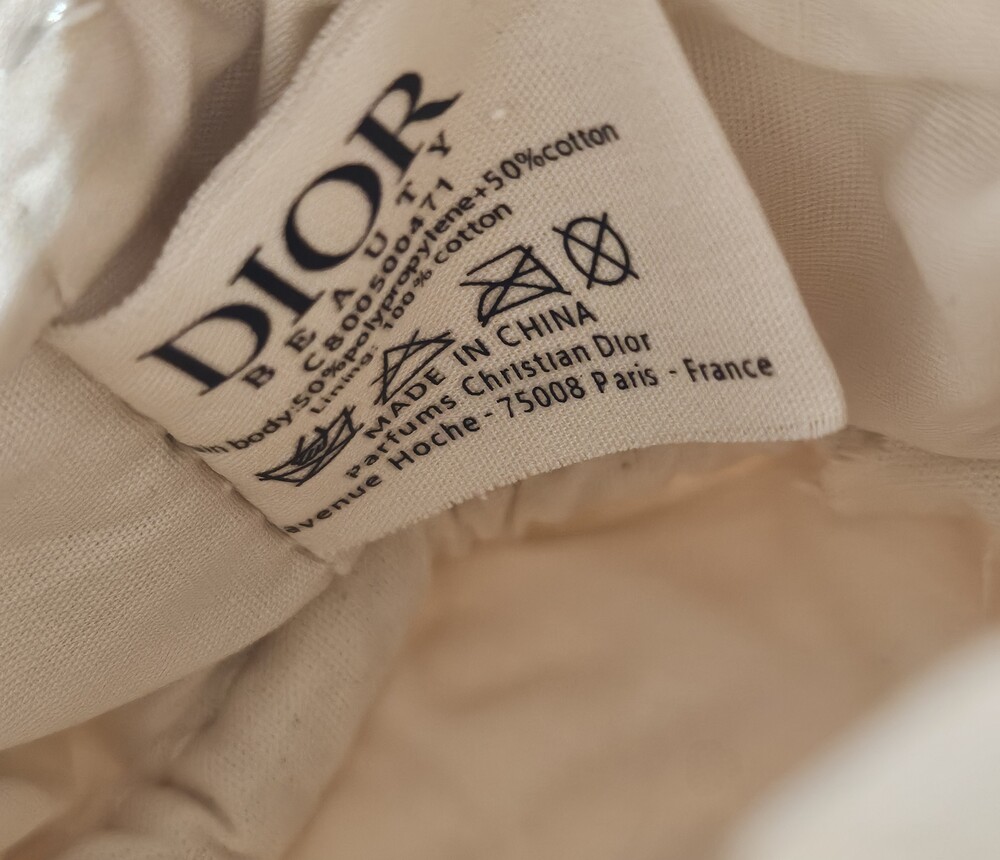 DIOR
BEAUTY
C800500471
body:50%polypropylene+50%cotton
Lining: 100% cotton
MADE IN CHINA
Parfums Christian Dior
avenue Hoche - 75008 Paris - France